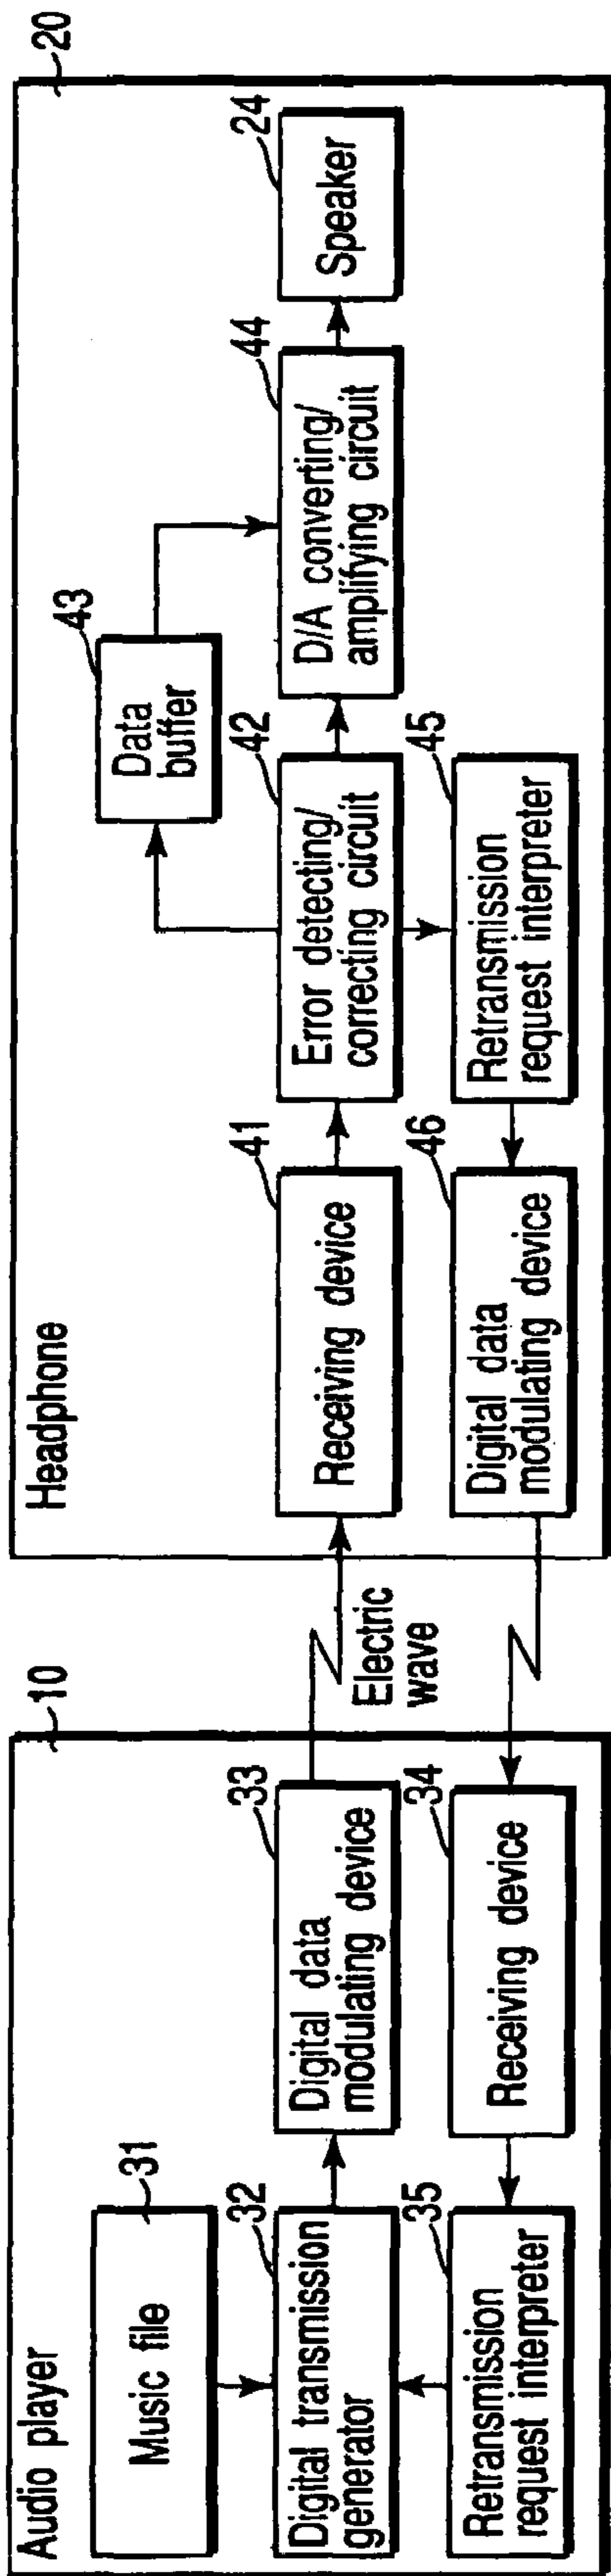 Audio player
10
31
Music file
32
Digital transmission
generator
33
Digital data
modulating device
35
Retransmission
request interpreter
34
Receiving device
Electric
wave
Headphone
20
43
Data
buffer
41
Receiving device
42
Error detecting/
correcting circuit
44
D/A converting/
amplifying circuit
24
Speaker
46
Digital data
modulating device
45
Retransmission
request interpreter